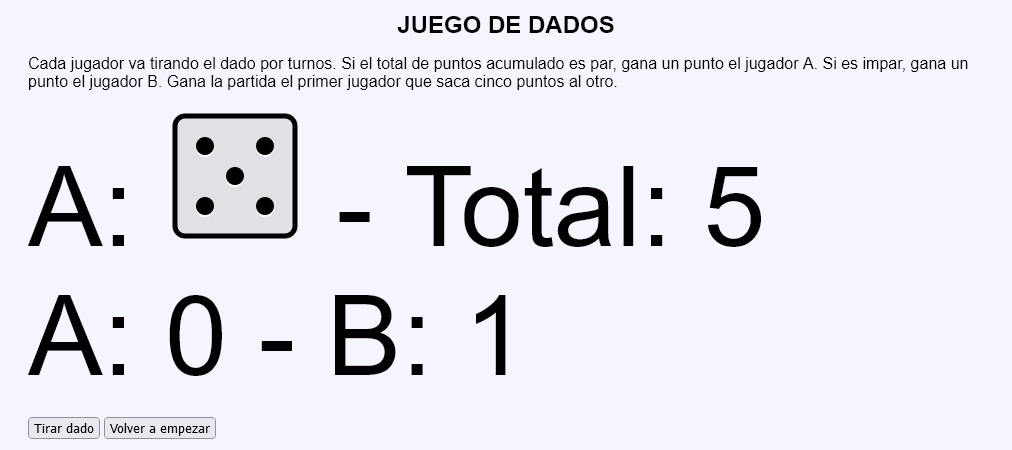 JUEGO DE DADOS
Cada jugador va tirando el dado por turnos. Si el total de puntos acumulado es par, gana un punto el jugador A. Si es impar, gana un
punto el jugador B. Gana la partida el primer jugador que saca cinco puntos al otro.
A: - Total: 5
A: 0 - B: 1
Tirar dado Volver a empezar